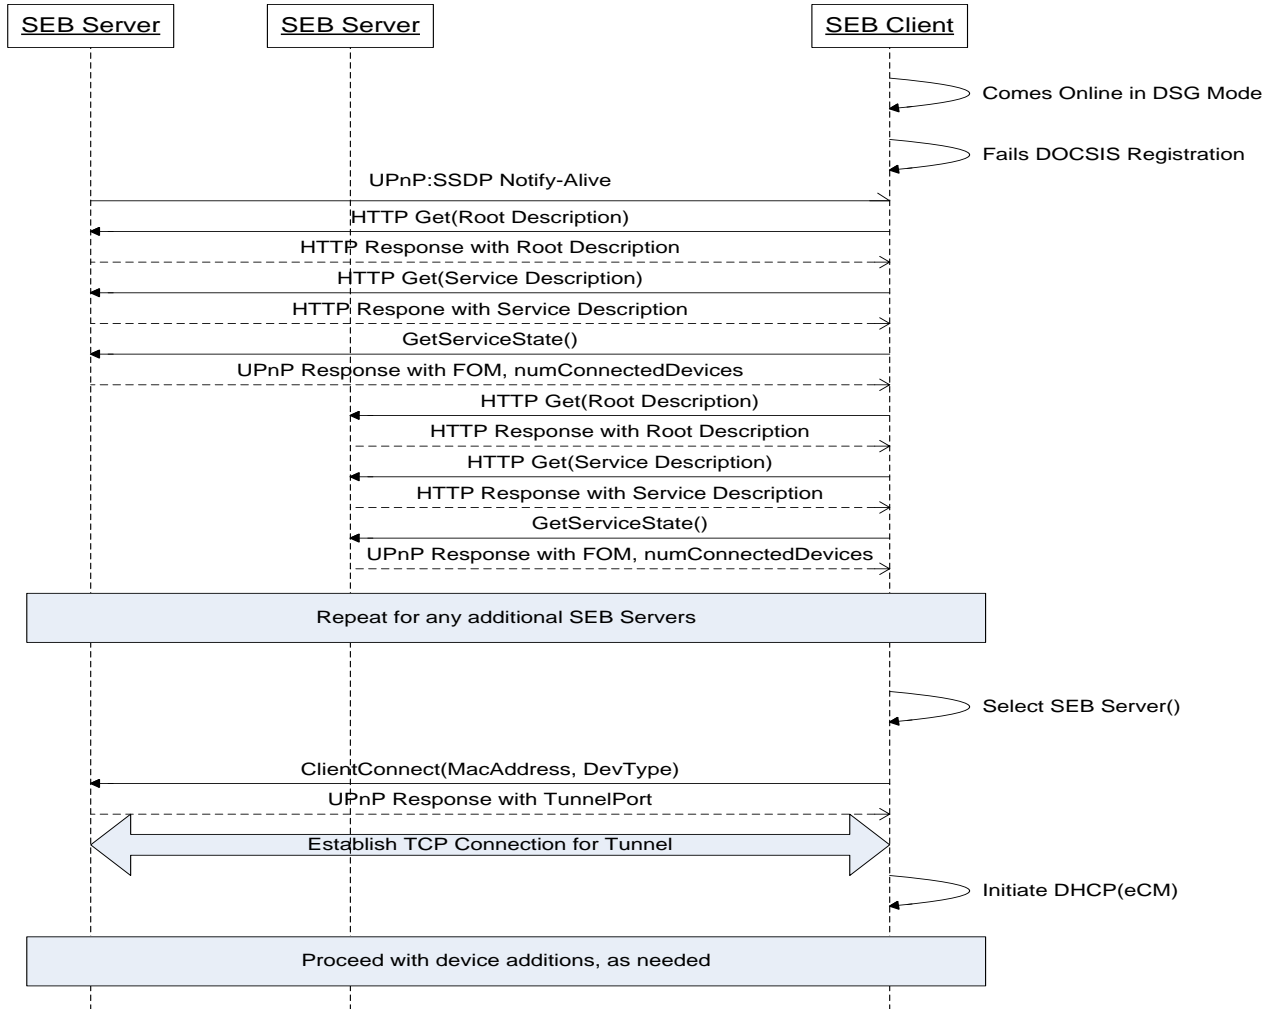 SEB Server
SEB Server
SEB Client
Comes Online in DSG Mode
Fails DOCSIS Registration
UPnP:SSDP Notify-Alive
HTTP Get(Root Description)
HTTP Response with Root Description
HTTP Get(Service Description)
HTTP Respone with Service Description
GetServiceState()
UPnP Response with FOM, numConnectedDevices
HTTP Get(Root Description)
HTTP Response with Root Description
HTTP Get(Service Description)
HTTP Response with Service Description
GetServiceState()
UPnP Response with FOM, numConnectedDevices
Repeat for any additional SEB Servers
Select SEB Server()
ClientConnect(MacAddress, DevType)
UPnP Response with TunnelPort
Establish TCP Connection for Tunnel
Initiate DHCP(eCM)
Proceed with device additions, as needed